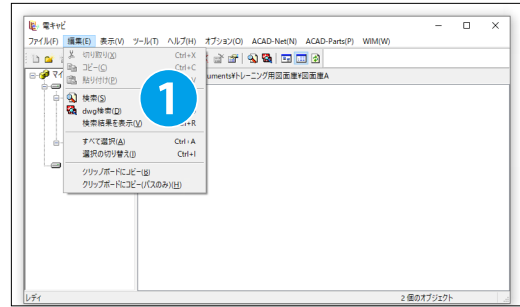 電キャビ
ファイル(F) 編集(E) 表示(V) ツール(T) ヘルプ(H) オプション(O) ACAD-Net(N) ACAD-Parts(P) WIM(W)
切り取り(X) Ctrl+X
コピー(C) Ctrl+C
貼り付け(P)
uments¥トレーニング用図面庫¥図面庫A
マイ
1
検索(S)
dwg検索(D)
検索結果を表示(V) Ctrl+R
すべて選択(A) Ctrl+A
選択の切り替え(I) Ctrl+I
クリップボードにコピー(B)
クリップボードにコピー(パスのみ)(H)
レディ 2 個のオブジェクト